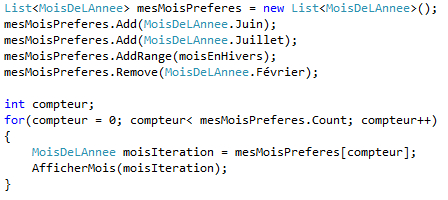 List<MoisDeLAnnee> mesMoisPreferes = new List<MoisDeLAnnee>();
mesMoisPreferes.Add(MoisDeLAnnee.Juin);
mesMoisPreferes.Add(MoisDeLAnnee.Juillet);
mesMoisPreferes.AddRange(moisEnHivers);
mesMoisPreferes.Remove(MoisDeLAnnee.Février);
int compteur;
for(compteur = 0; compteur< mesMoisPreferes.Count; compteur++)
{
MoisDeLAnnee moisIteration = mesMoisPreferes[compteur];
AfficherMois(moisIteration);
}